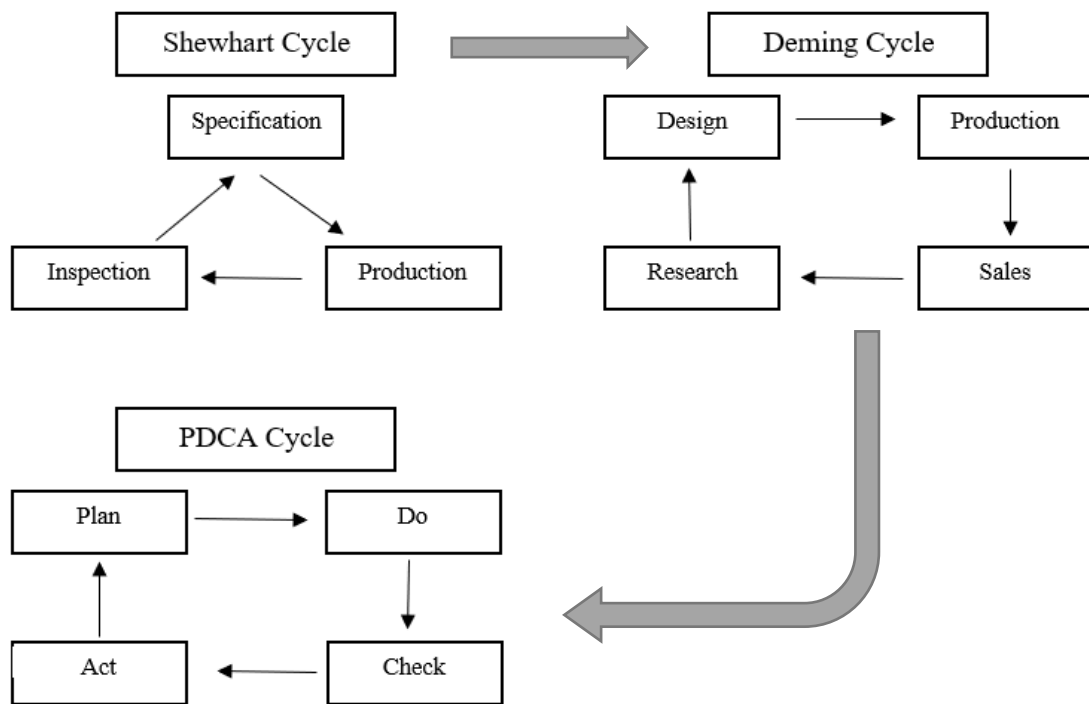 Shewhart Cycle
Deming Cycle
Specification
Inspection
Production
Design
Production
Research
Sales
PDCA Cycle
Plan
Do
Act
Check